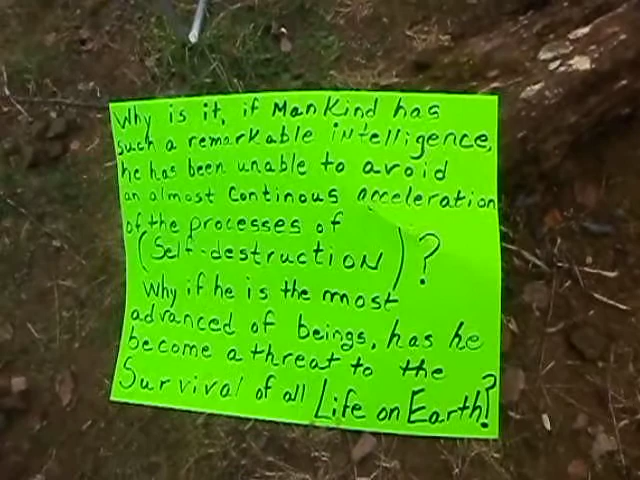 Why is it, if ManKind has
such a remarkable intelligence,
he has been unable to avoid
an almost continous acceleration
of the processes of
(Self-destruction)?
Why if he is the most
advanced of beings, has he
become a threat to the
Survival of all Life on Earth?